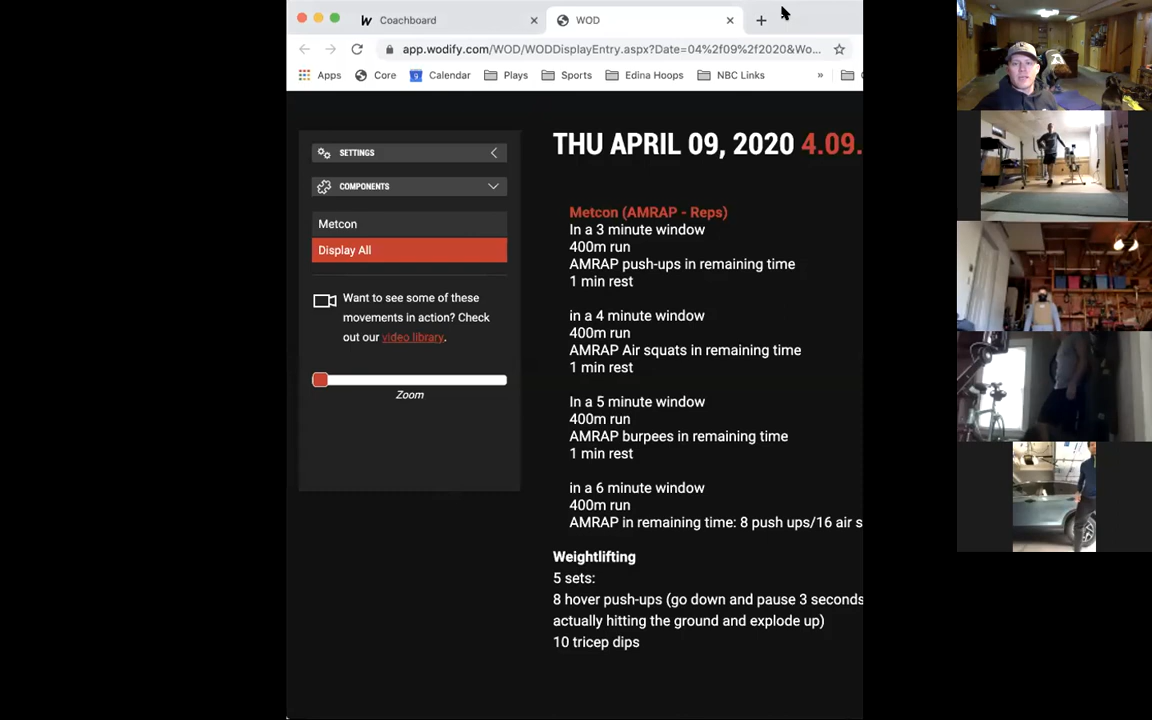 Coachboard
WOD
app.wodify.com/WOD/WODDisplayEntry.aspx?Date=04%2f09%2f2020&Wo...
Apps
Core
9
Calendar
Plays
Sports
Edina Hoops
NBC Links
»
THU APRIL 09, 2020 4.09.
SETTINGS
COMPONENTS
Metcon
Display All
Want to see some of these
movements in action? Check
out our video library.
Zoom
Metcon (AMRAP - Reps)
In a 3 minute window
400m run
AMRAP push-ups in remaining time
1 min rest
in a 4 minute window
400m run
AMRAP Air squats in remaining time
1 min rest
In a 5 minute window
400m run
AMRAP burpees in remaining time
1 min rest
in a 6 minute window
400m run
AMRAP in remaining time: 8 push ups/16 air s
Weightlifting
5 sets:
8 hover push-ups (go down and pause 3 seconds
actually hitting the ground and explode up)
10 tricep dips